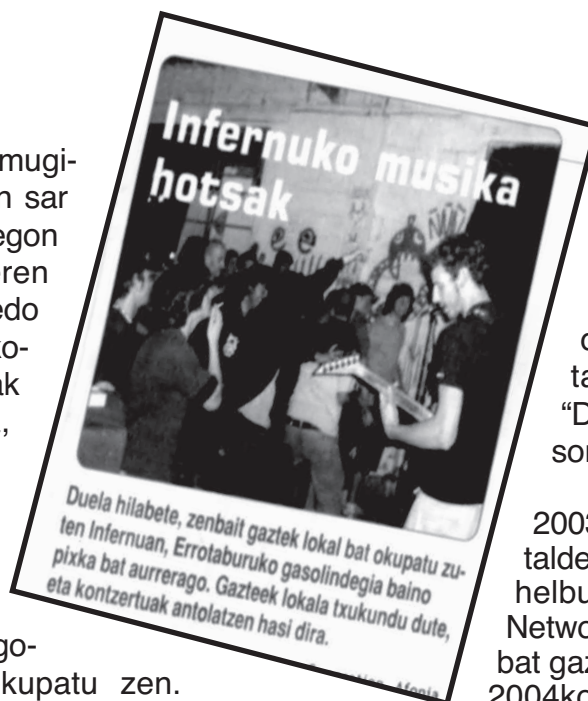 mugi-
n sar
egon
ren
edo
ko-
ak
,
go-
kupatu zen.
Infernuko musika
hotsak
Duela hilabete, zenbait gaztek lokal bat okupatu zu-
ten Infernuan, Errotaburuko gasolindegia baino
pixka bat aurrerago. Gazteek lokala txukundu dute,
eta kontzertuak antolatzen hasi dira.
ta
“D
sor
2003
talde
helbu
Netwo
bat gaz
2004ko